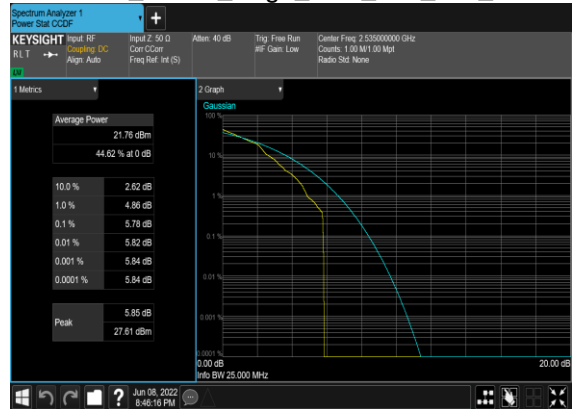 Spectrum Analyzer 1
Power Stat CCDF
+
KEYSIGHT
RLT
Input: RF
Coupling: DC
Align: Auto
Input Z: 50 Ω
Corr CCorr
Freq Ref: Int (S)
Atten: 40 dB
Trig: Free Run
#IF Gain: Low
Center Freq: 2.535000000 GHz
Counts: 1.00 M/1.00 Mpt
Radio Std: None
1 Metrics
Average Power
21.76 dBm
44.62 % at 0 dB
10.0 % 2.62 dB
1.0 % 4.86 dB
0.1 % 5.78 dB
0.01 % 5.82 dB
0.001 % 5.84 dB
0.0001 % 5.84 dB
Peak
5.85 dB
27.61 dBm
2 Graph
Gaussian
100 %
10 %
1 %
0.1 %
0.01 %
0.001 %
0.0001 %
0.00 dB 20.00 dB
Info BW 25.000 MHz
?
Jun 08, 2022
8:46:16 PM